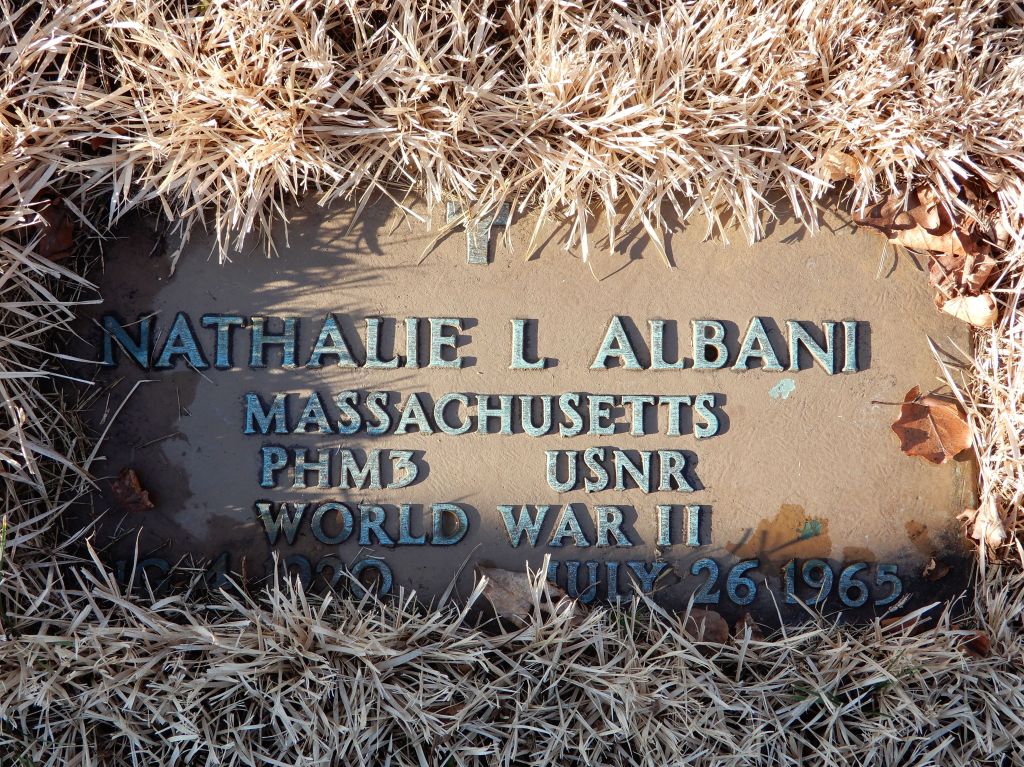 NATHALIE L ALBANI
MASSACHUSETTS
PHM3 USNR
WORLD WAR II
JULY 26 1965